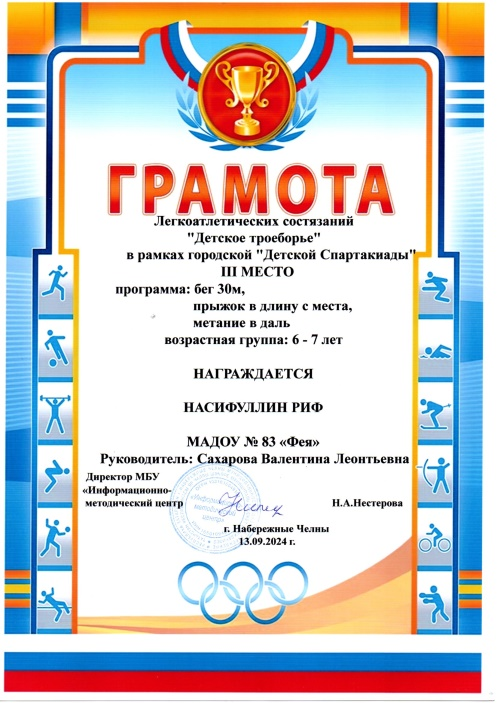 ГРАМОТА
Легкоатлетических состязаний
"Детское троеборье"
в рамках городской "Детской Спартакиады"
III МЕСТО
программа: бег 30м,
прыжок в длину с места,
метание в даль
возрастная группа: 6 - 7 лет
НАГРАЖДАЕТСЯ
НАСИФУЛЛИН РИФ
МАДОУ № 83 «Фея»
Руководитель: Сахарова Валентина Леонтьевна
Директор МБУ
«Информационно-
методический центр
Н.А.Нестерова
г. Набережные Челны
13.09.2024 г.